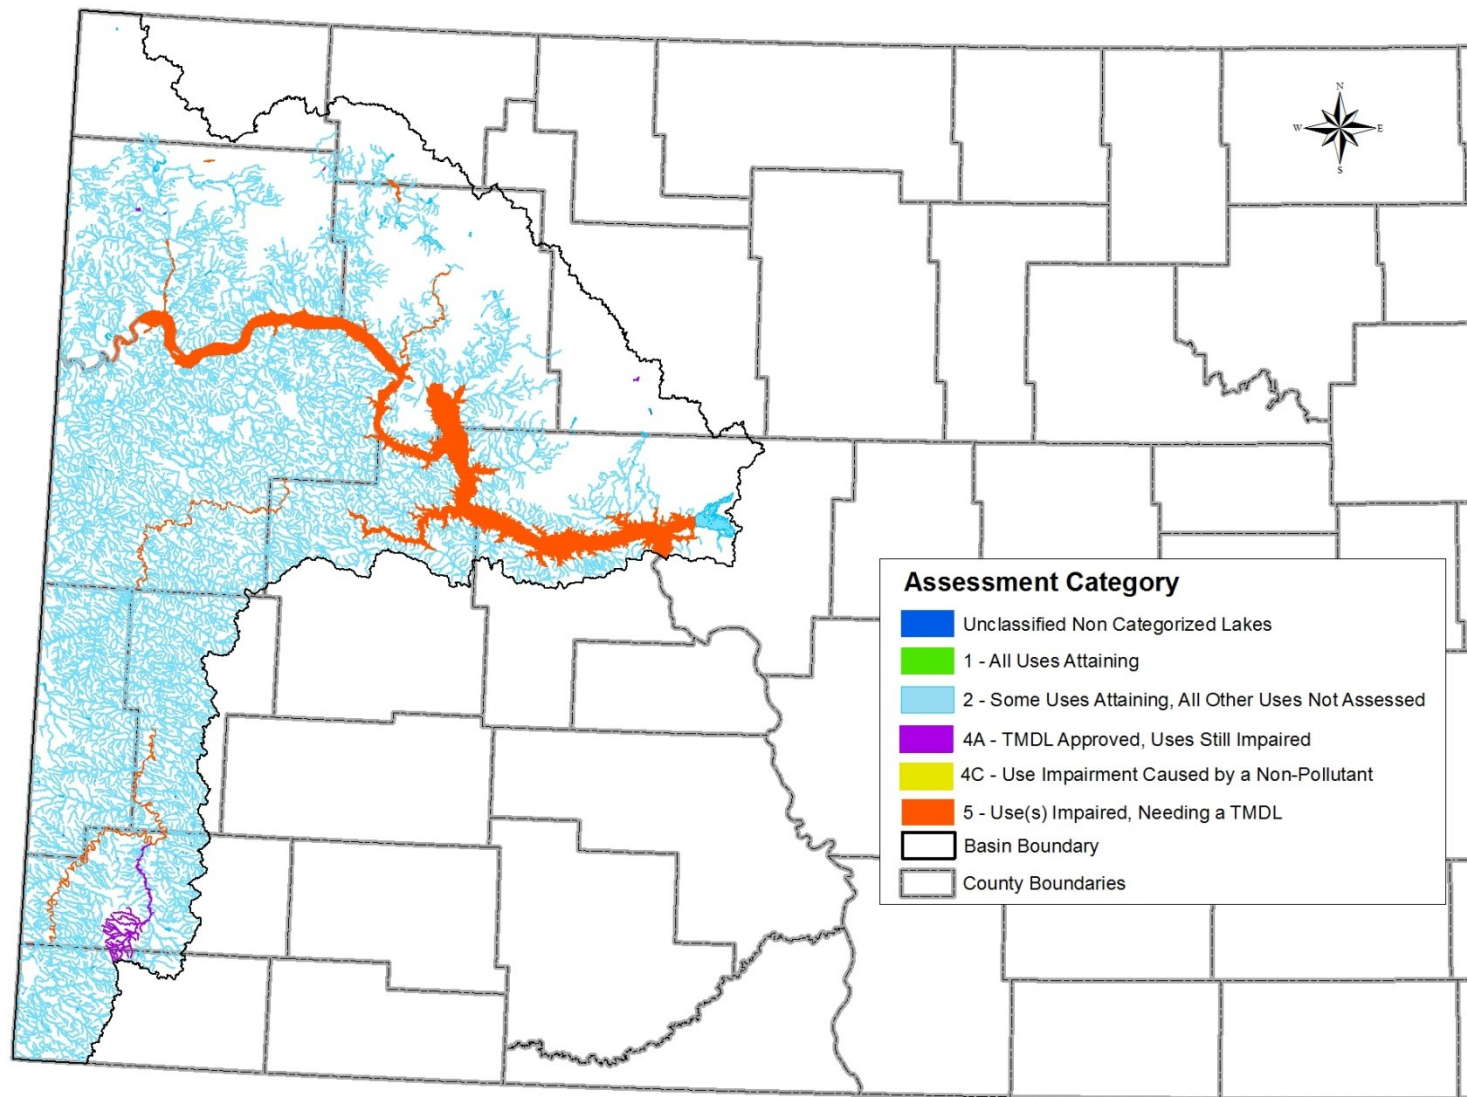 N
W E
S
Assessment Category
Unclassified Non Categorized Lakes
1 - All Uses Attaining
2 - Some Uses Attaining, All Other Uses Not Assessed
4A - TMDL Approved, Uses Still Impaired
4C - Use Impairment Caused by a Non-Pollutant
5 - Use(s) Impaired, Needing a TMDL
Basin Boundary
County Boundaries